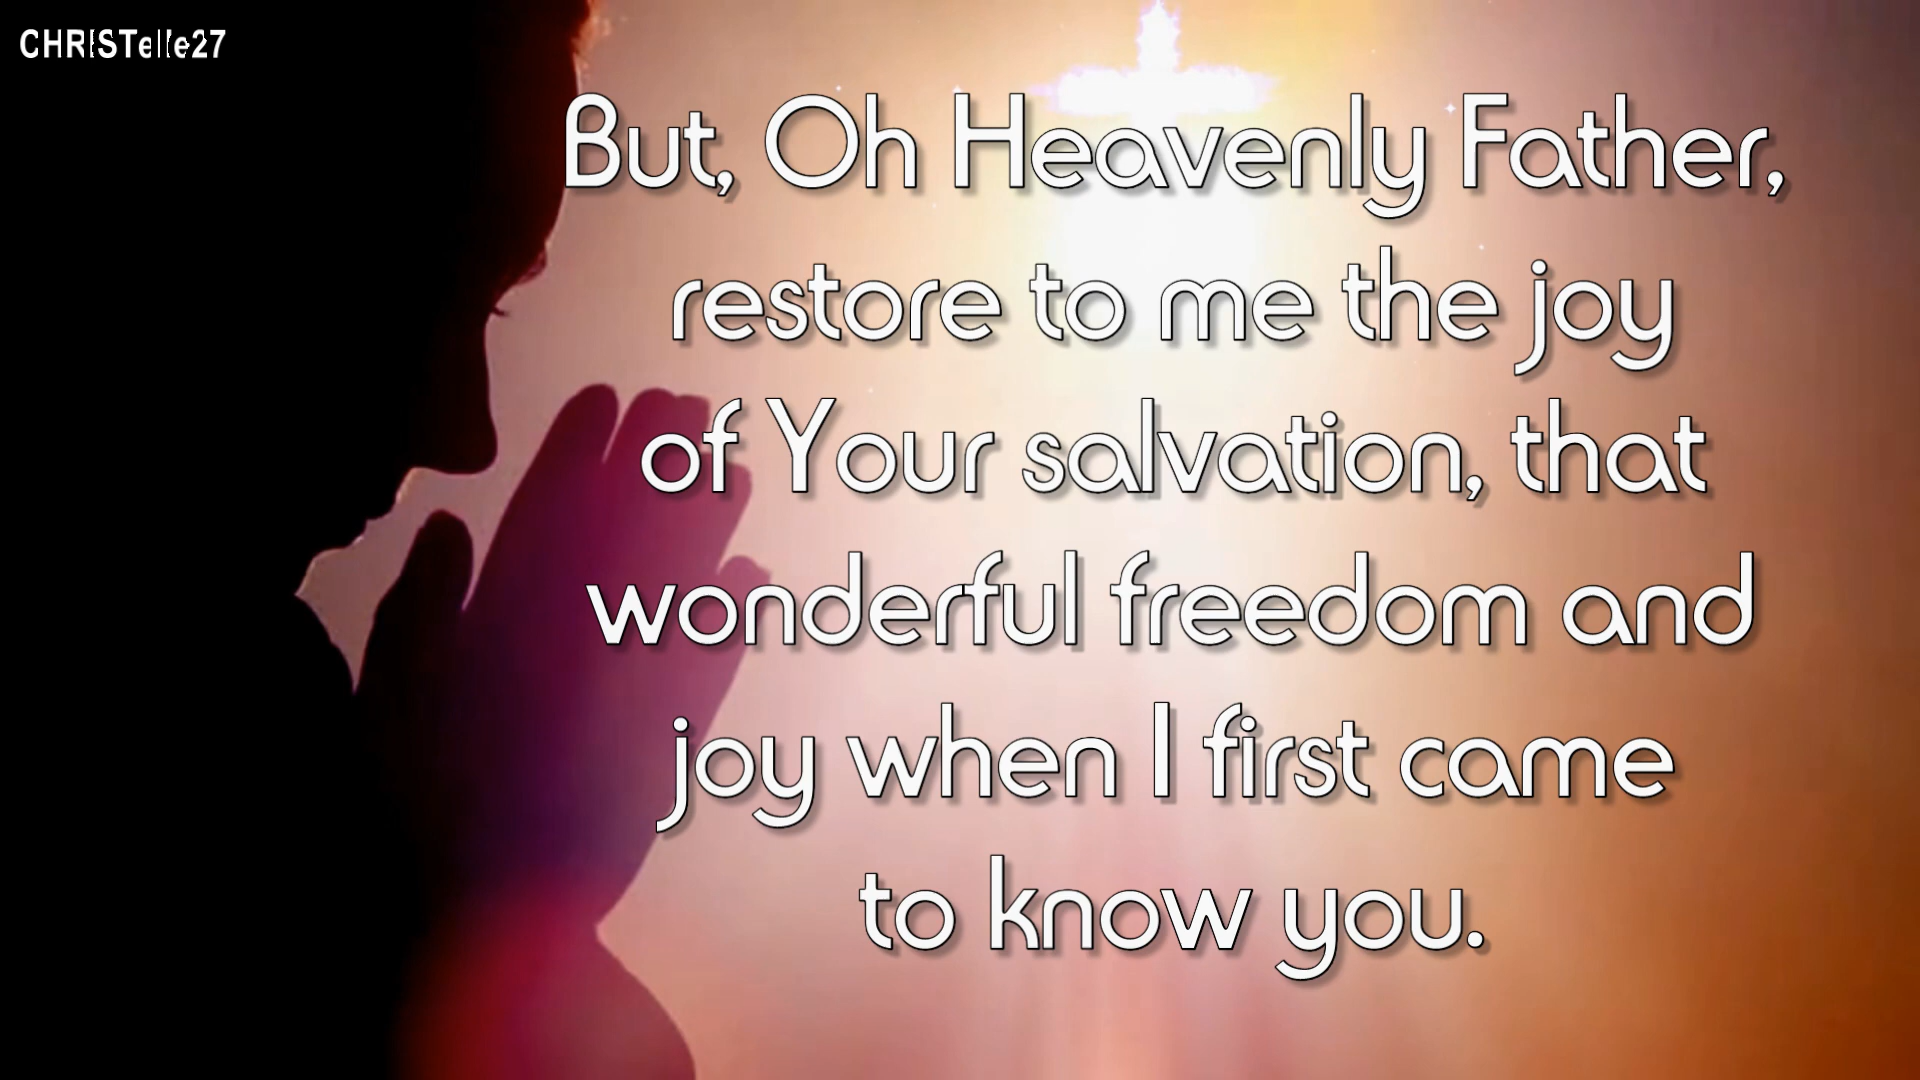 CHRISTelle27
But, Oh Heavenly Father,
restore to me the joy
of Your salvation, that
wonderful freedom and
joy when I first came
to know you.